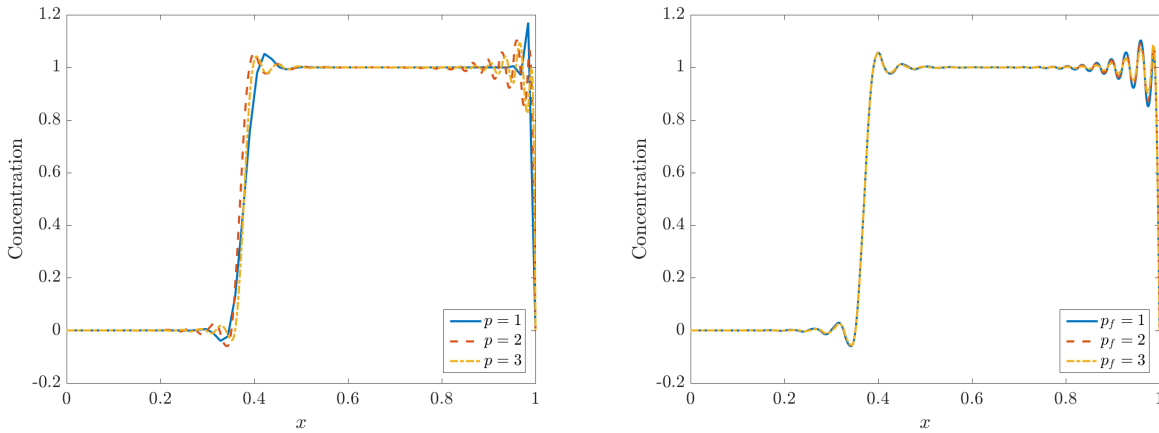 1.2
1
0.8
0.6
0.4
0.2
0
-0.2
Concentration
0 0.2 0.4 0.6 0.8 1
x
p = 1
p = 2
p = 3
1.2
1
0.8
0.6
0.4
0.2
0
-0.2
Concentration
0 0.2 0.4 0.6 0.8 1
x
p_f = 1
p_f = 2
p_f = 3